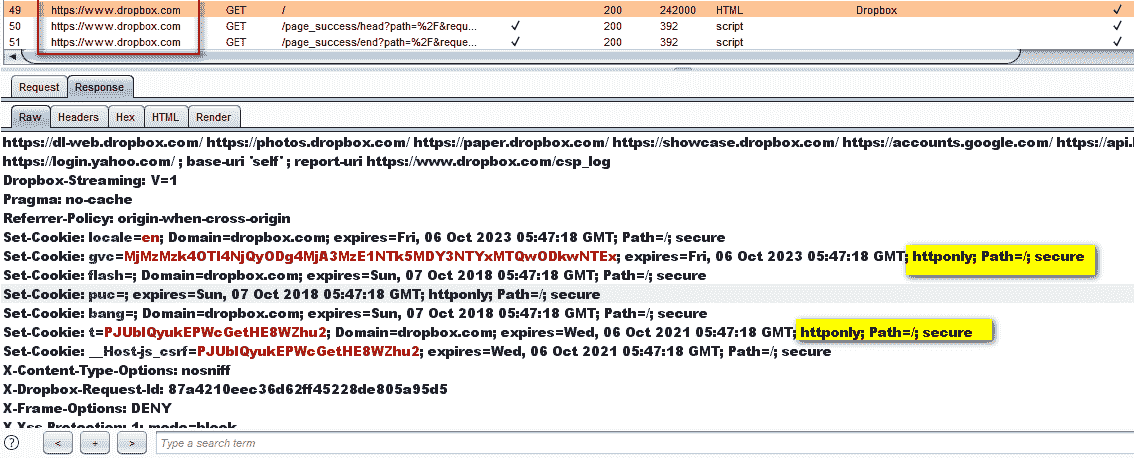 49 https://www.dropbox.com GET / 200 242000 HTML Dropbox ✓
50 https://www.dropbox.com GET /page_success/head?path=%2F&reque... ✓ 200 392 script ✓
51 https://www.dropbox.com GET /page_success/end?path=%2F&reque... ✓ 200 392 script ✓
Request Response
Raw Headers Hex HTML Render
https://dl-web.dropbox.com/ https://photos.dropbox.com/ https://paper.dropbox.com/ https://showcase.dropbox.com/ https://accounts.google.com/ https://api.
https://login.yahoo.com/ ; base-uri 'self' ; report-uri https://www.dropbox.com/csp_log
Dropbox-Streaming: V=1
Pragma: no-cache
Referrer-Policy: origin-when-cross-origin
Set-Cookie: locale=en; Domain=dropbox.com; expires=Fri, 06 Oct 2023 05:47:18 GMT; Path=/; secure
Set-Cookie: gvc=MjMzMzk4OTI4NjQyODg4MjA3MzE1NTk5MDY3NTYxMTQwODkwNTEx; expires=Fri, 06 Oct 2023 05:47:18 GMT; httponly; Path=/; secure
Set-Cookie: flash=; Domain=dropbox.com; expires=Sun, 07 Oct 2018 05:47:18 GMT; Path=/; secure
Set-Cookie: puc=; expires=Sun, 07 Oct 2018 05:47:18 GMT; httponly; Path=/; secure
Set-Cookie: bang=; Domain=dropbox.com; expires=Sun, 07 Oct 2018 05:47:18 GMT; Path=/; secure
Set-Cookie: t=PJUbIQyukEPWcGetHE8WZhu2; Domain=dropbox.com; expires=Wed, 06 Oct 2021 05:47:18 GMT; httponly; Path=/; secure
Set-Cookie: __Host-js_csrf=PJUbIQyukEPWcGetHE8WZhu2; expires=Wed, 06 Oct 2021 05:47:18 GMT; Path=/; secure
X-Content-Type-Options: nosniff
X-Dropbox-Request-Id: 87a4210eec36d62ff45228de805a95d5
X-Frame-Options: DENY
X-Xss-Protection: 1; mode=block
? < + > Type a search term